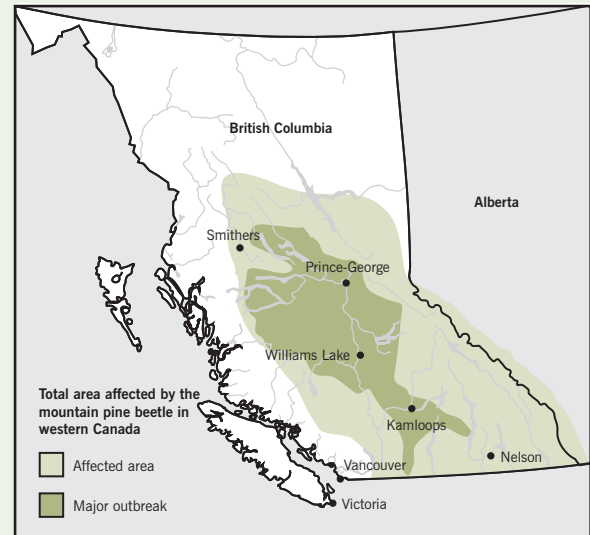 British Columbia
Alberta
Smithers
Prince-George
Williams Lake
Total area affected by the
mountain pine beetle in
western Canada
Kamloops
Affected area
Vancouver
Nelson
Major outbreak
Victoria